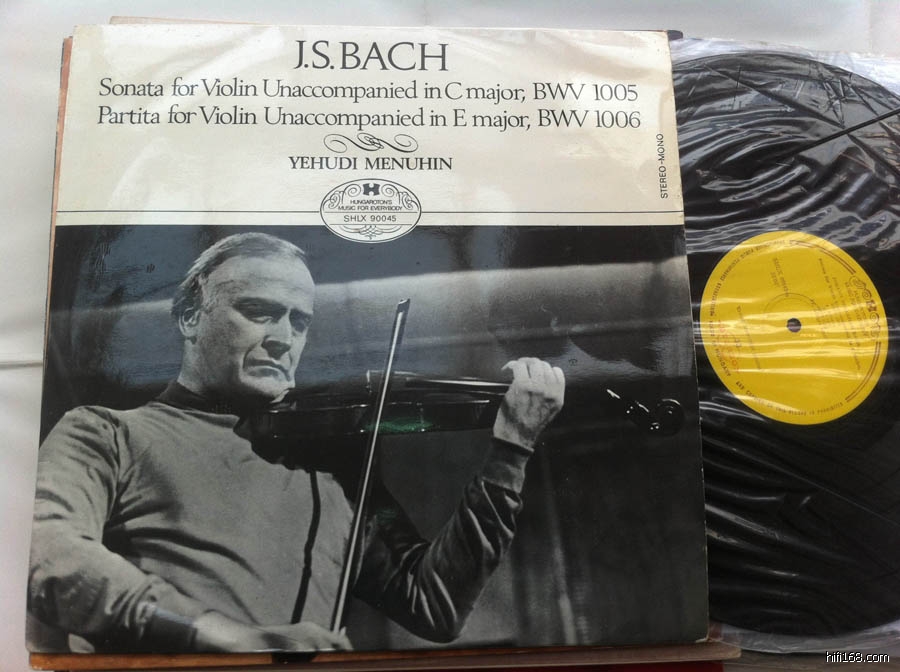 J.S.BACH
Sonata for Violin Unaccompanied in C major, BWV 1005
Partita for Violin Unaccompanied in E major, BWV 1006
YEHUDI MENUHIN
STEREO-MONO
HUNGAROTON'S
MUSIC FOR EVERYBODY
SHLX 90045
hifi168.com